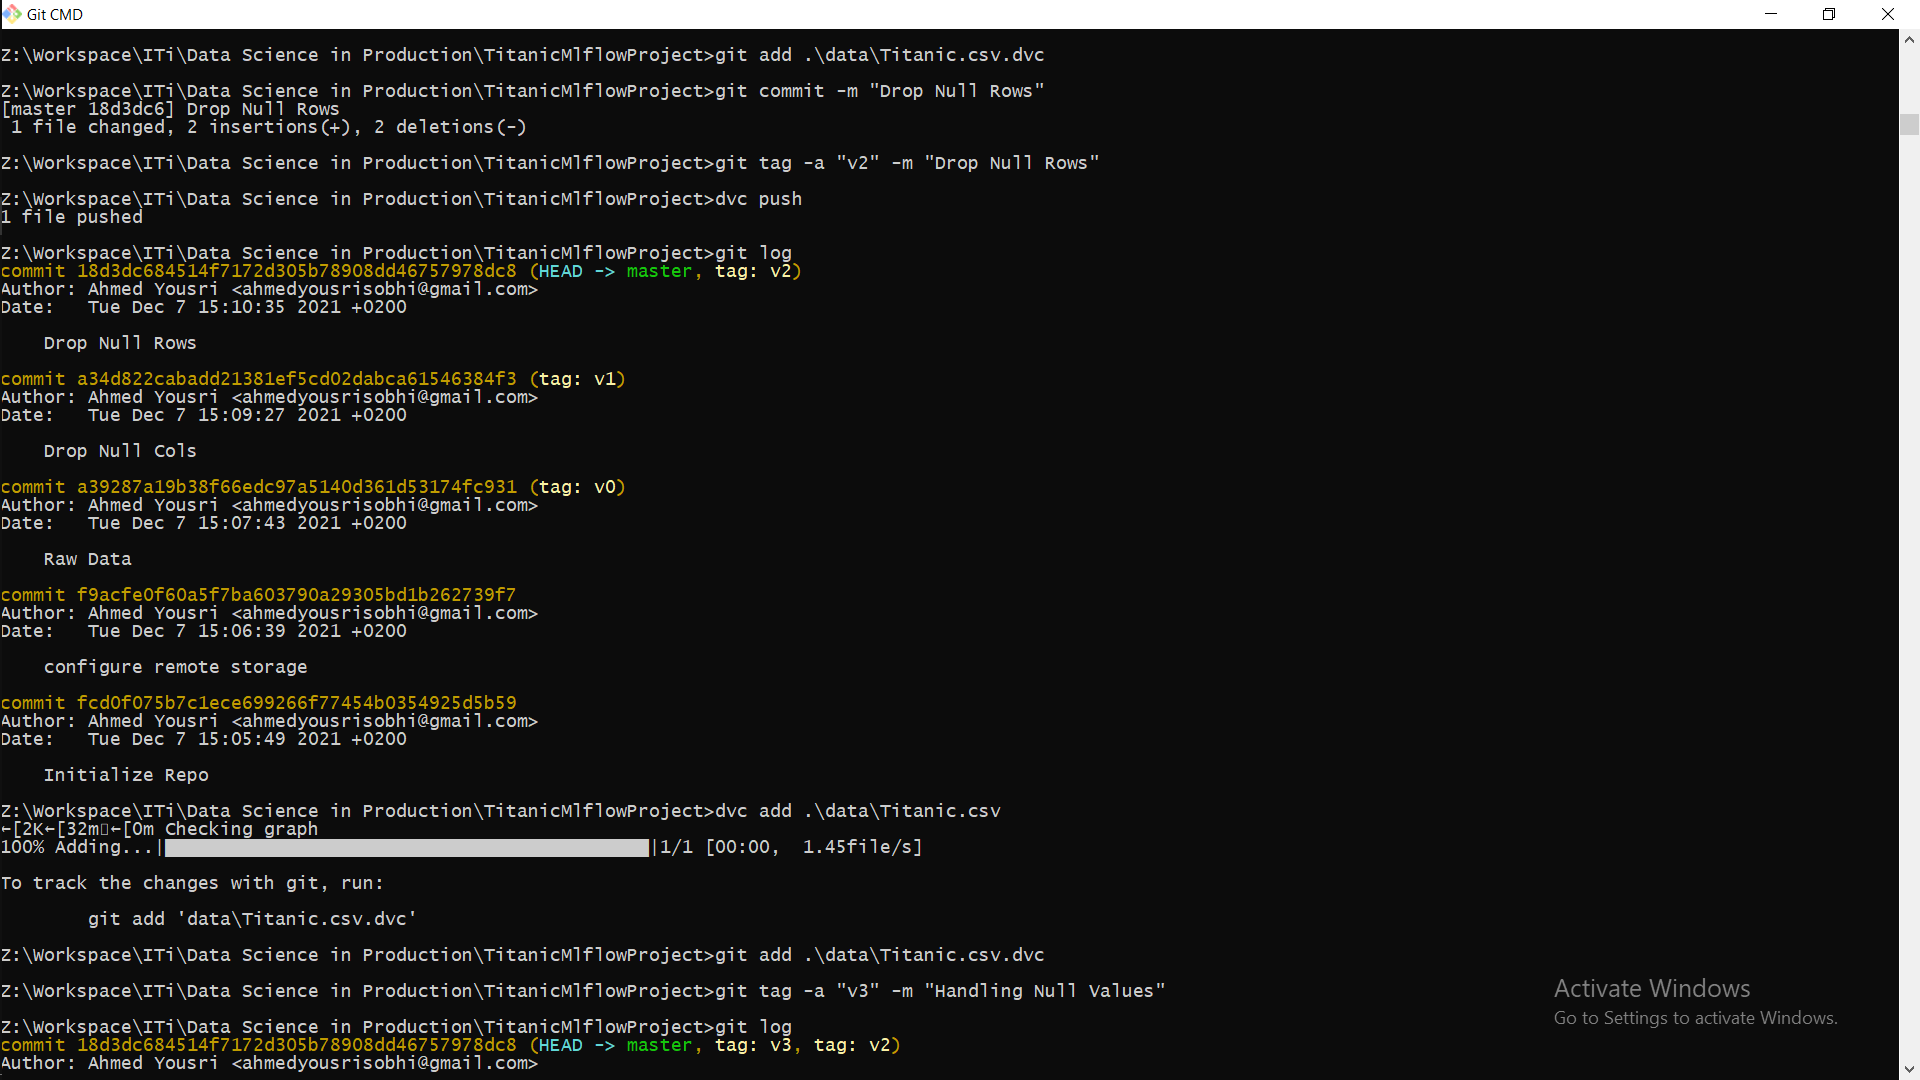 Git CMD
Z:\Workspace\ITi\Data Science in Production\TitanicMlflowProject>git add .\data\Titanic.csv.dvc
Z:\Workspace\ITi\Data Science in Production\TitanicMlflowProject>git commit -m "Drop Null Rows"
[master 18d3dc6] Drop Null Rows
1 file changed, 2 insertions(+), 2 deletions(-)
Z:\Workspace\ITi\Data Science in Production\TitanicMlflowProject>git tag -a "v2" -m "Drop Null Rows"
Z:\Workspace\ITi\Data Science in Production\TitanicMlflowProject>dvc push
1 file pushed
Z:\Workspace\ITi\Data Science in Production\TitanicMlflowProject>git log
commit 18d3dc684514f7172d305b78908dd46757978dc8 (HEAD -> master, tag: v2)
Author: Ahmed Yousri <ahmedyousrisobhi@gmail.com>
Date:   Tue Dec 7 15:10:35 2021 +0200
Drop Null Rows
commit a34d822cabadd21381ef5cd02dabca61546384f3 (tag: v1)
Author: Ahmed Yousri <ahmedyousrisobhi@gmail.com>
Date:   Tue Dec 7 15:09:27 2021 +0200
Drop Null Cols
commit a39287a19b38f66edc97a5140d361d53174fc931 (tag: v0)
Author: Ahmed Yousri <ahmedyousrisobhi@gmail.com>
Date:   Tue Dec 7 15:07:43 2021 +0200
Raw Data
commit f9acfe0f60a5f7ba603790a29305bd1b262739f7
Author: Ahmed Yousri <ahmedyousrisobhi@gmail.com>
Date:   Tue Dec 7 15:06:39 2021 +0200
configure remote storage
commit fcd0f075b7c1ece699266f77454b0354925d5b59
Author: Ahmed Yousri <ahmedyousrisobhi@gmail.com>
Date:   Tue Dec 7 15:05:49 2021 +0200
Initialize Repo
Z:\Workspace\ITi\Data Science in Production\TitanicMlflowProject>dvc add .\data\Titanic.csv
←[2K←[32m▯←[0m Checking graph
100% Adding...| |1/1 [00:00,  1.45file/s]
To track the changes with git, run:
git add 'data\Titanic.csv.dvc'
Z:\Workspace\ITi\Data Science in Production\TitanicMlflowProject>git add .\data\Titanic.csv.dvc
Z:\Workspace\ITi\Data Science in Production\TitanicMlflowProject>git tag -a "v3" -m "Handling Null Values"
Z:\Workspace\ITi\Data Science in Production\TitanicMlflowProject>git log
commit 18d3dc684514f7172d305b78908dd46757978dc8 (HEAD -> master, tag: v3, tag: v2)
Author: Ahmed Yousri <ahmedyousrisobhi@gmail.com>
Activate Windows
Go to Settings to activate Windows.